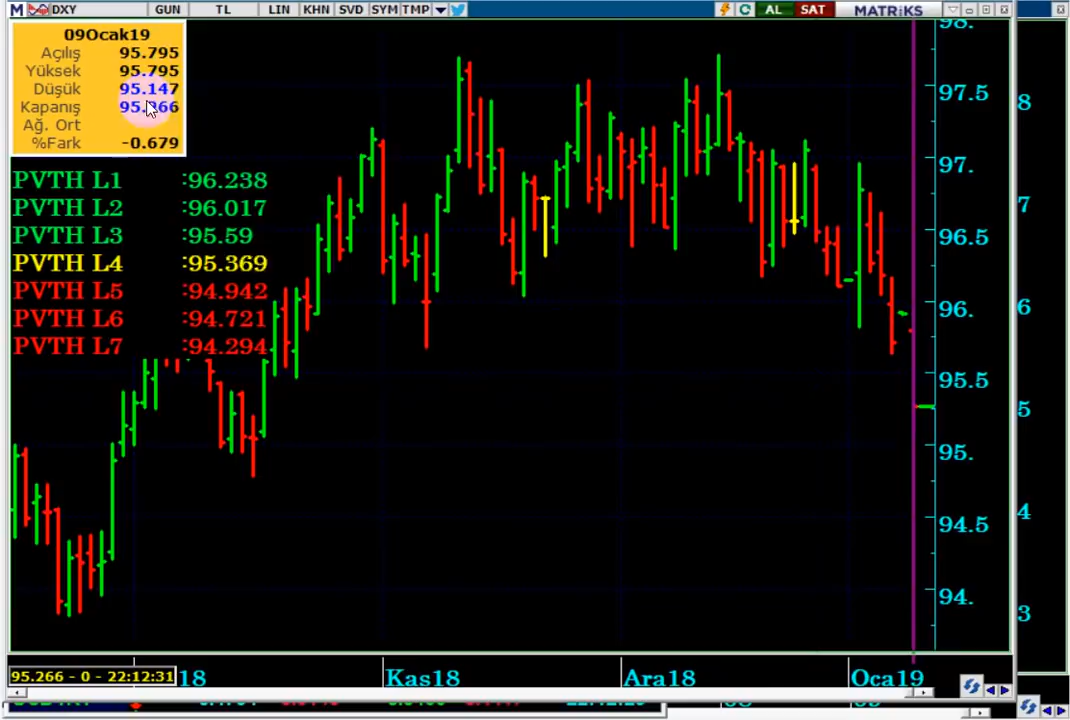 M DXY GUN TL LIN KHN SVD SYM TMP AL SAT MATRiKS
09Ocak19
Açılış 95.795
Yüksek 95.795
Düşük 95.147
Kapanış 95.266
Ağ. Ort
%Fark -0.679
PVTH L1 :96.238
PVTH L2 :96.017
PVTH L3 :95.59
PVTH L4 :95.369
PVTH L5 :94.942
PVTH L6 :94.721
PVTH L7 :94.294
98.
97.5
97.
96.5
96.
95.5
95.
94.5
94.
8
7
6
5
4
3
95.266 - 0 - 22:12:31 18 Kas18 Ara18 Oca19